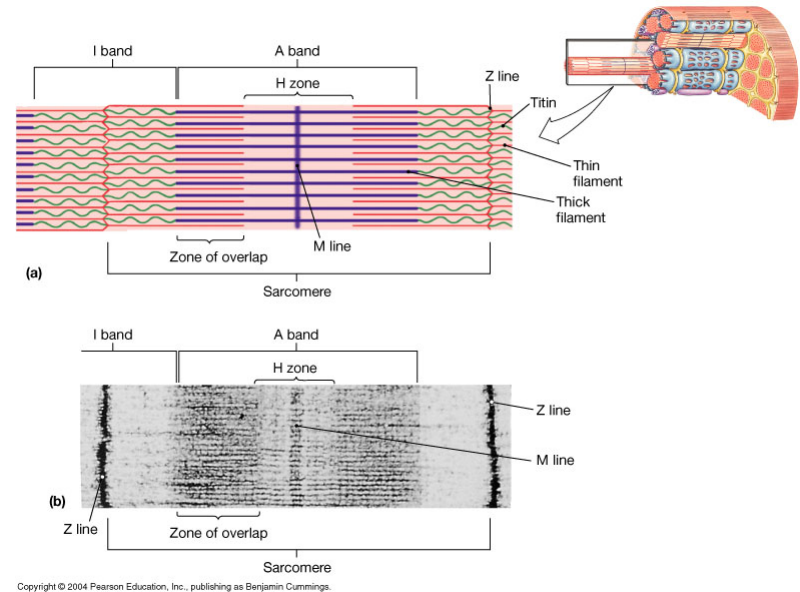 I band
A band
H zone
Z line
Titin
Thin
filament
Thick
filament
M line
Zone of overlap
(a)
Sarcomere
I band
A band
H zone
Z line
M line
(b)
Z line
Zone of overlap
Sarcomere
Copyright © 2004 Pearson Education, Inc., publishing as Benjamin Cummings.